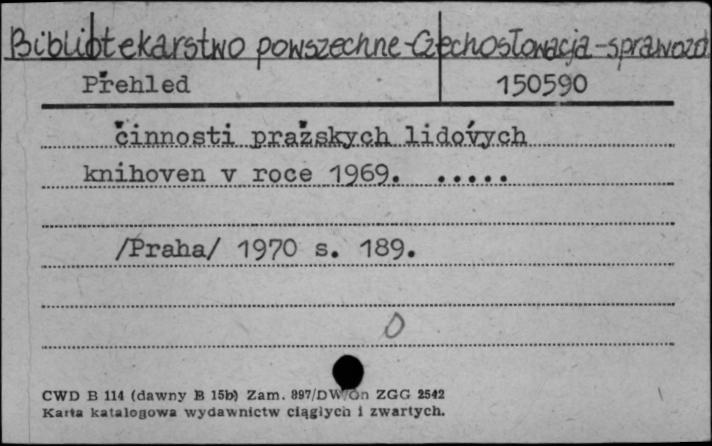 Bibliotekarstwo powszechne-Czechosłowacja-sprawozd
Přehled 150590
činnosti pražskych lidovych
knihoven v roce 1969. .....
/Praha/ 1970 s. 189.
0
CWD B 114 (dawny B 15b) Zam. 897/DW/On ZGG 2542
Karta katalogowa wydawnictw ciągłych i zwartych.